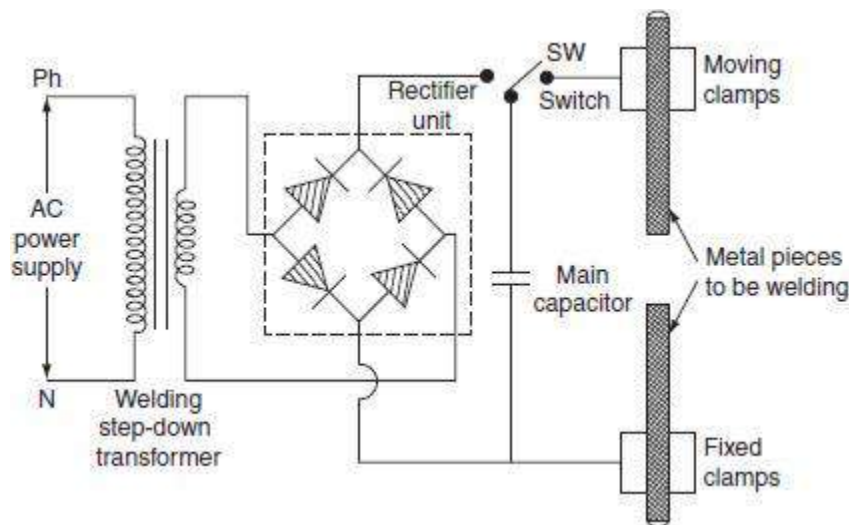 Ph
AC
power
supply
N
Welding
step-down
transformer
Rectifier
unit
SW
Switch
Main
capacitor
Moving
clamps
Metal pieces
to be welding
Fixed
clamps